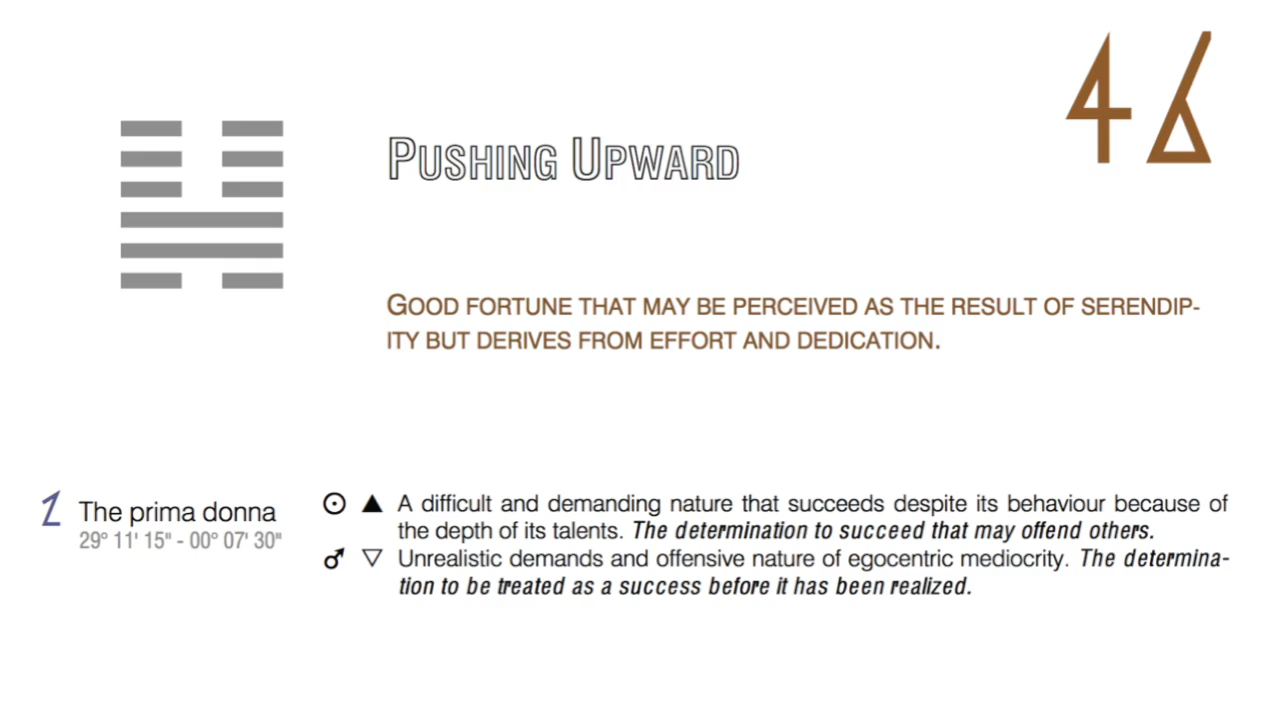 46
PUSHING UPWARD
GOOD FORTUNE THAT MAY BE PERCEIVED AS THE RESULT OF SERENDIP-
ITY BUT DERIVES FROM EFFORT AND DEDICATION.
2 The prima donna
29° 11' 15" - 00° 07' 30"
☉ ▲ A difficult and demanding nature that succeeds despite its behaviour because of
the depth of its talents. The determination to succeed that may offend others.
♂ ▽ Unrealistic demands and offensive nature of egocentric mediocrity. The determina-
tion to be treated as a success before it has been realized.